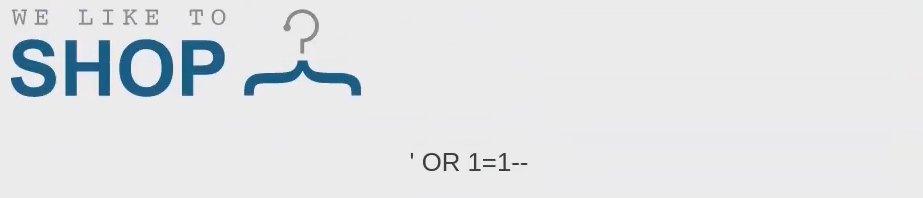 WE LIKE TO
SHOP
' OR 1=1--